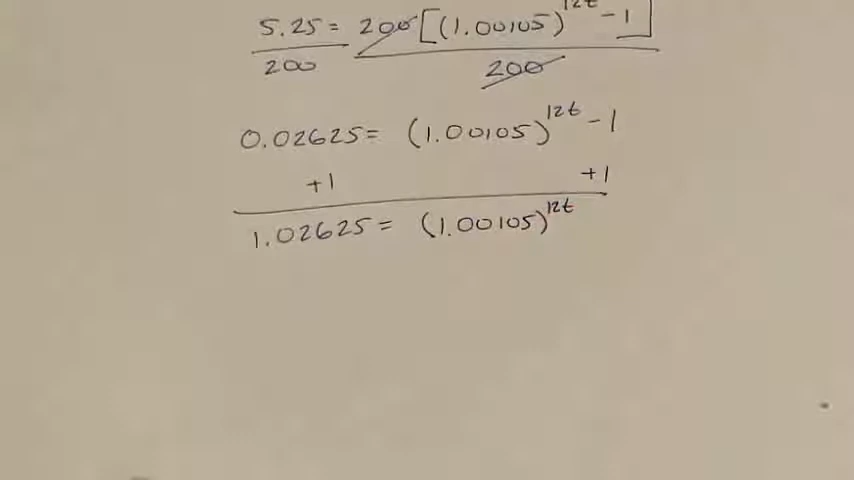 5.25 = 200[(1.00105)^12t - 1]
200 200
0.02625 = (1.00105)^12t - 1
+1 +1
1.02625 = (1.00105)^12t